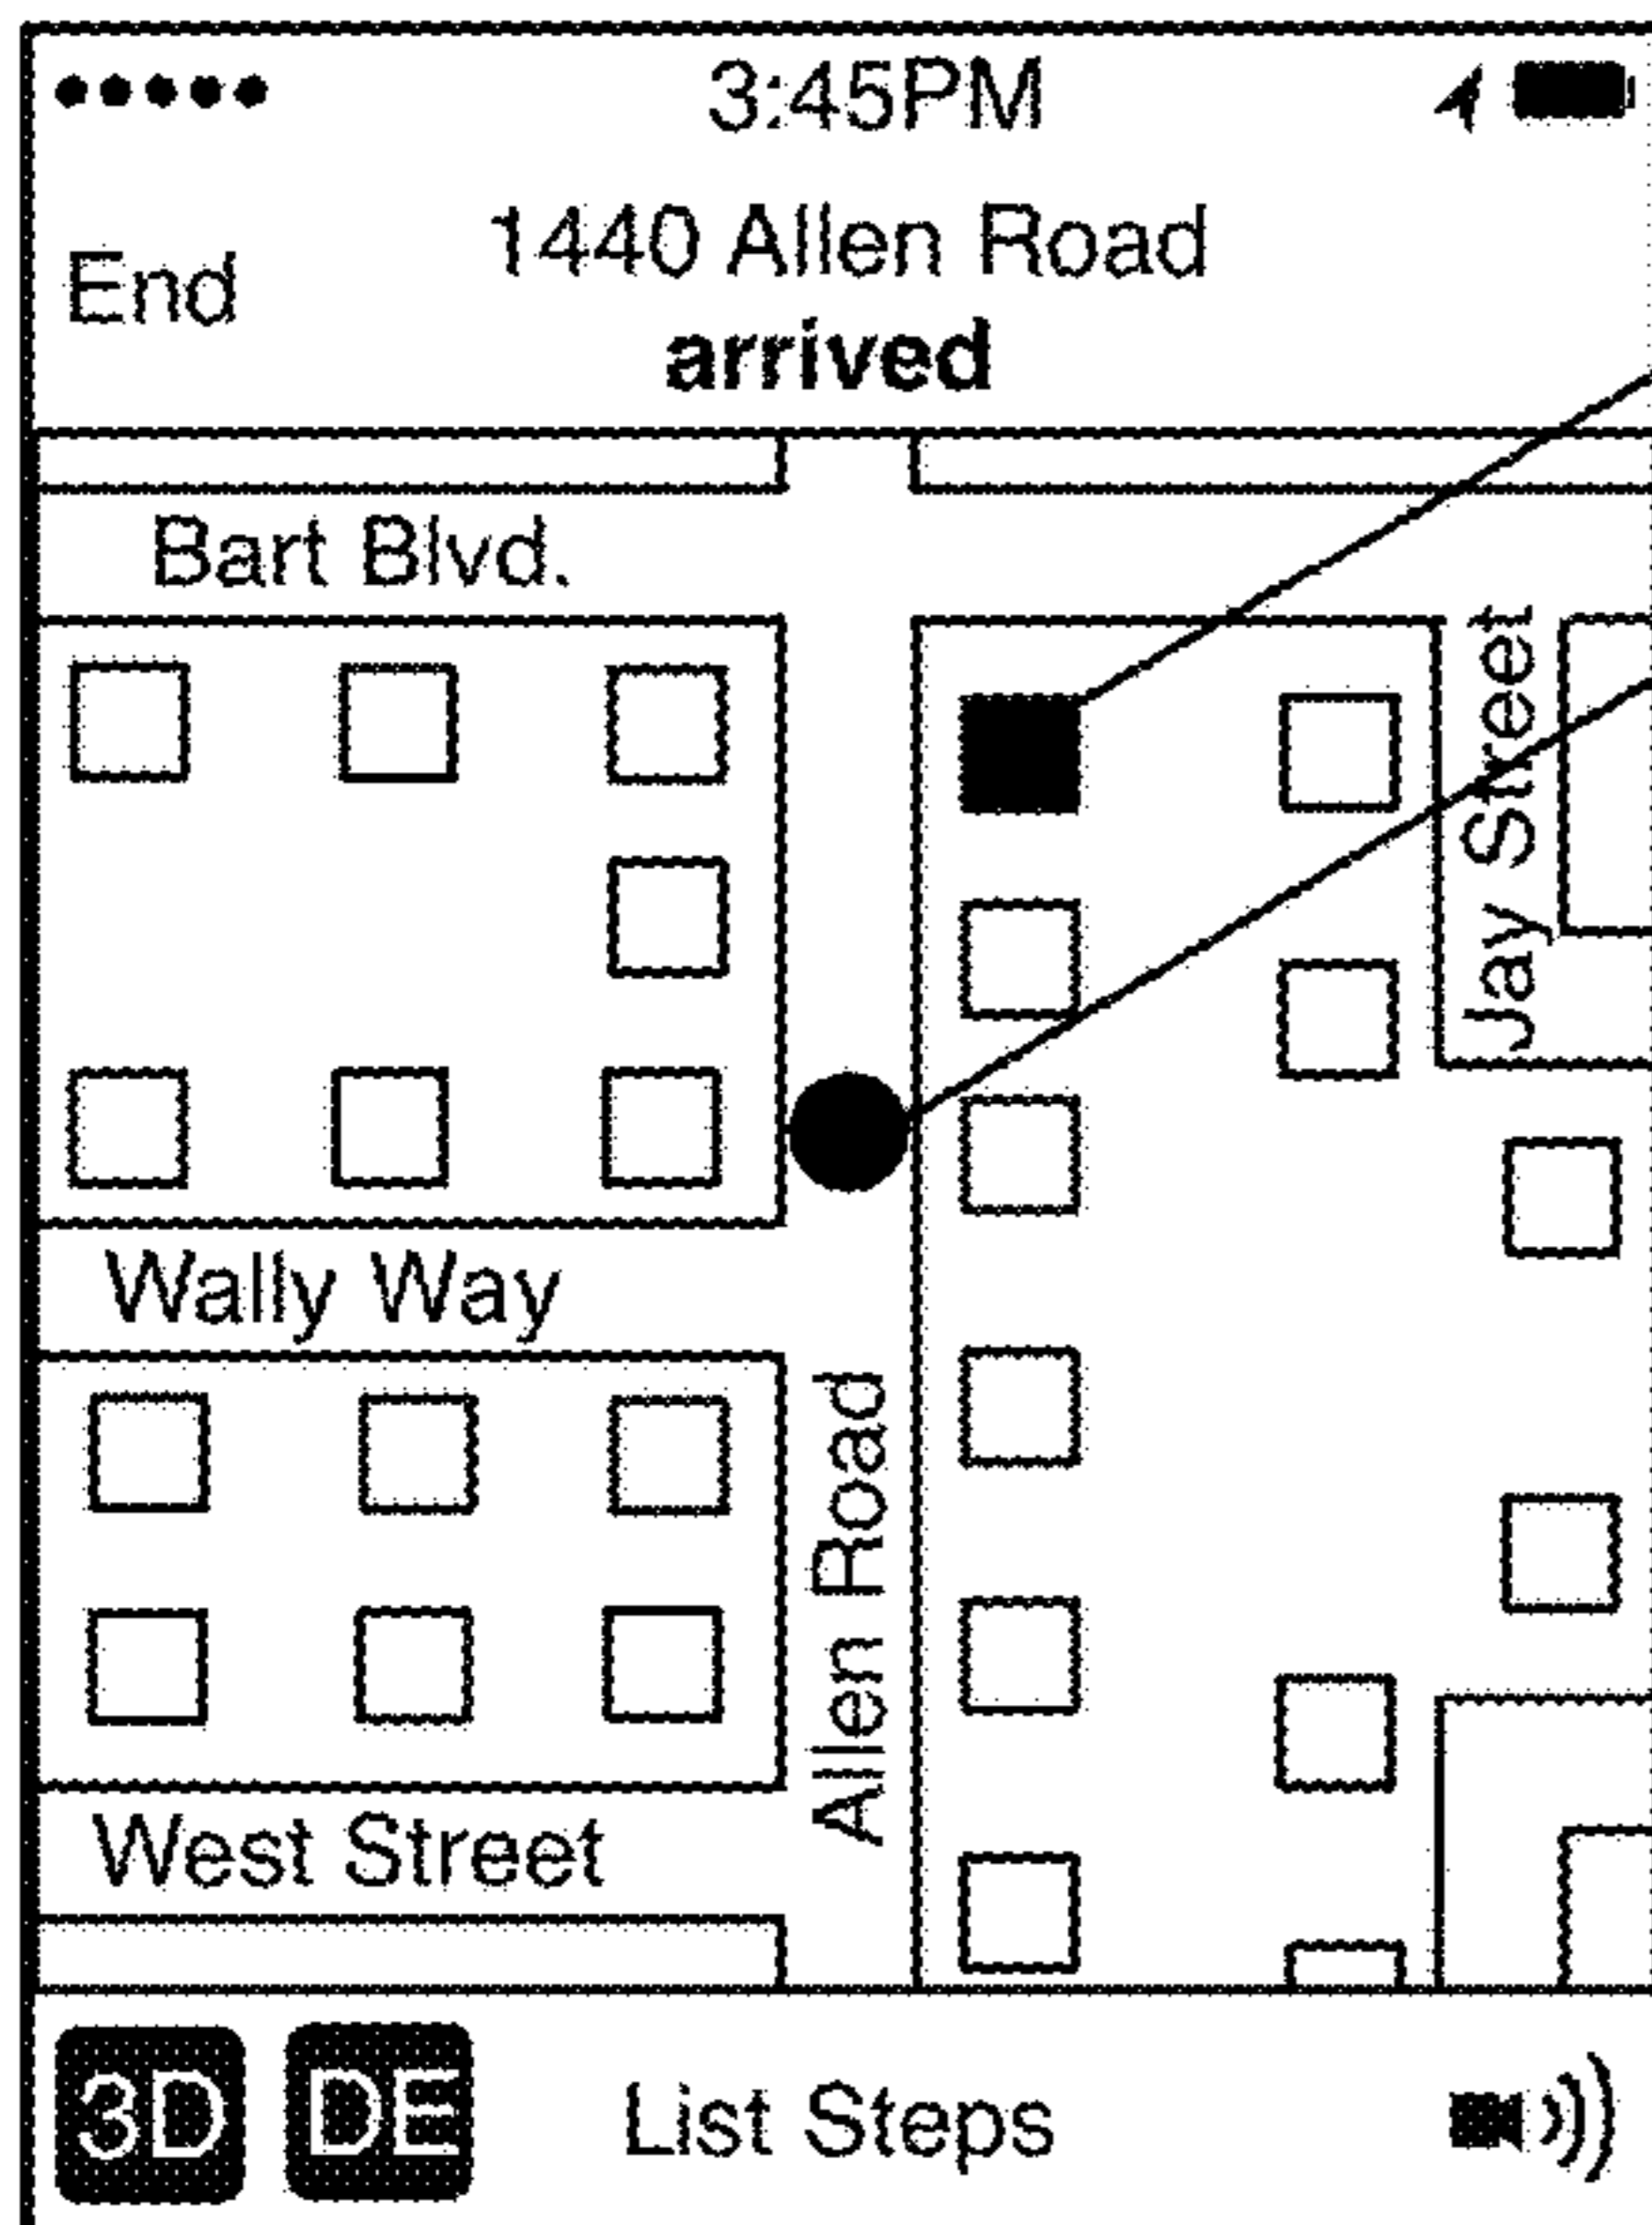 3:45PM
End
1440 Allen Road
arrived
Bart Blvd.
Jay Street
Wally Way
Allen Road
West Street
3D
DE
List Steps